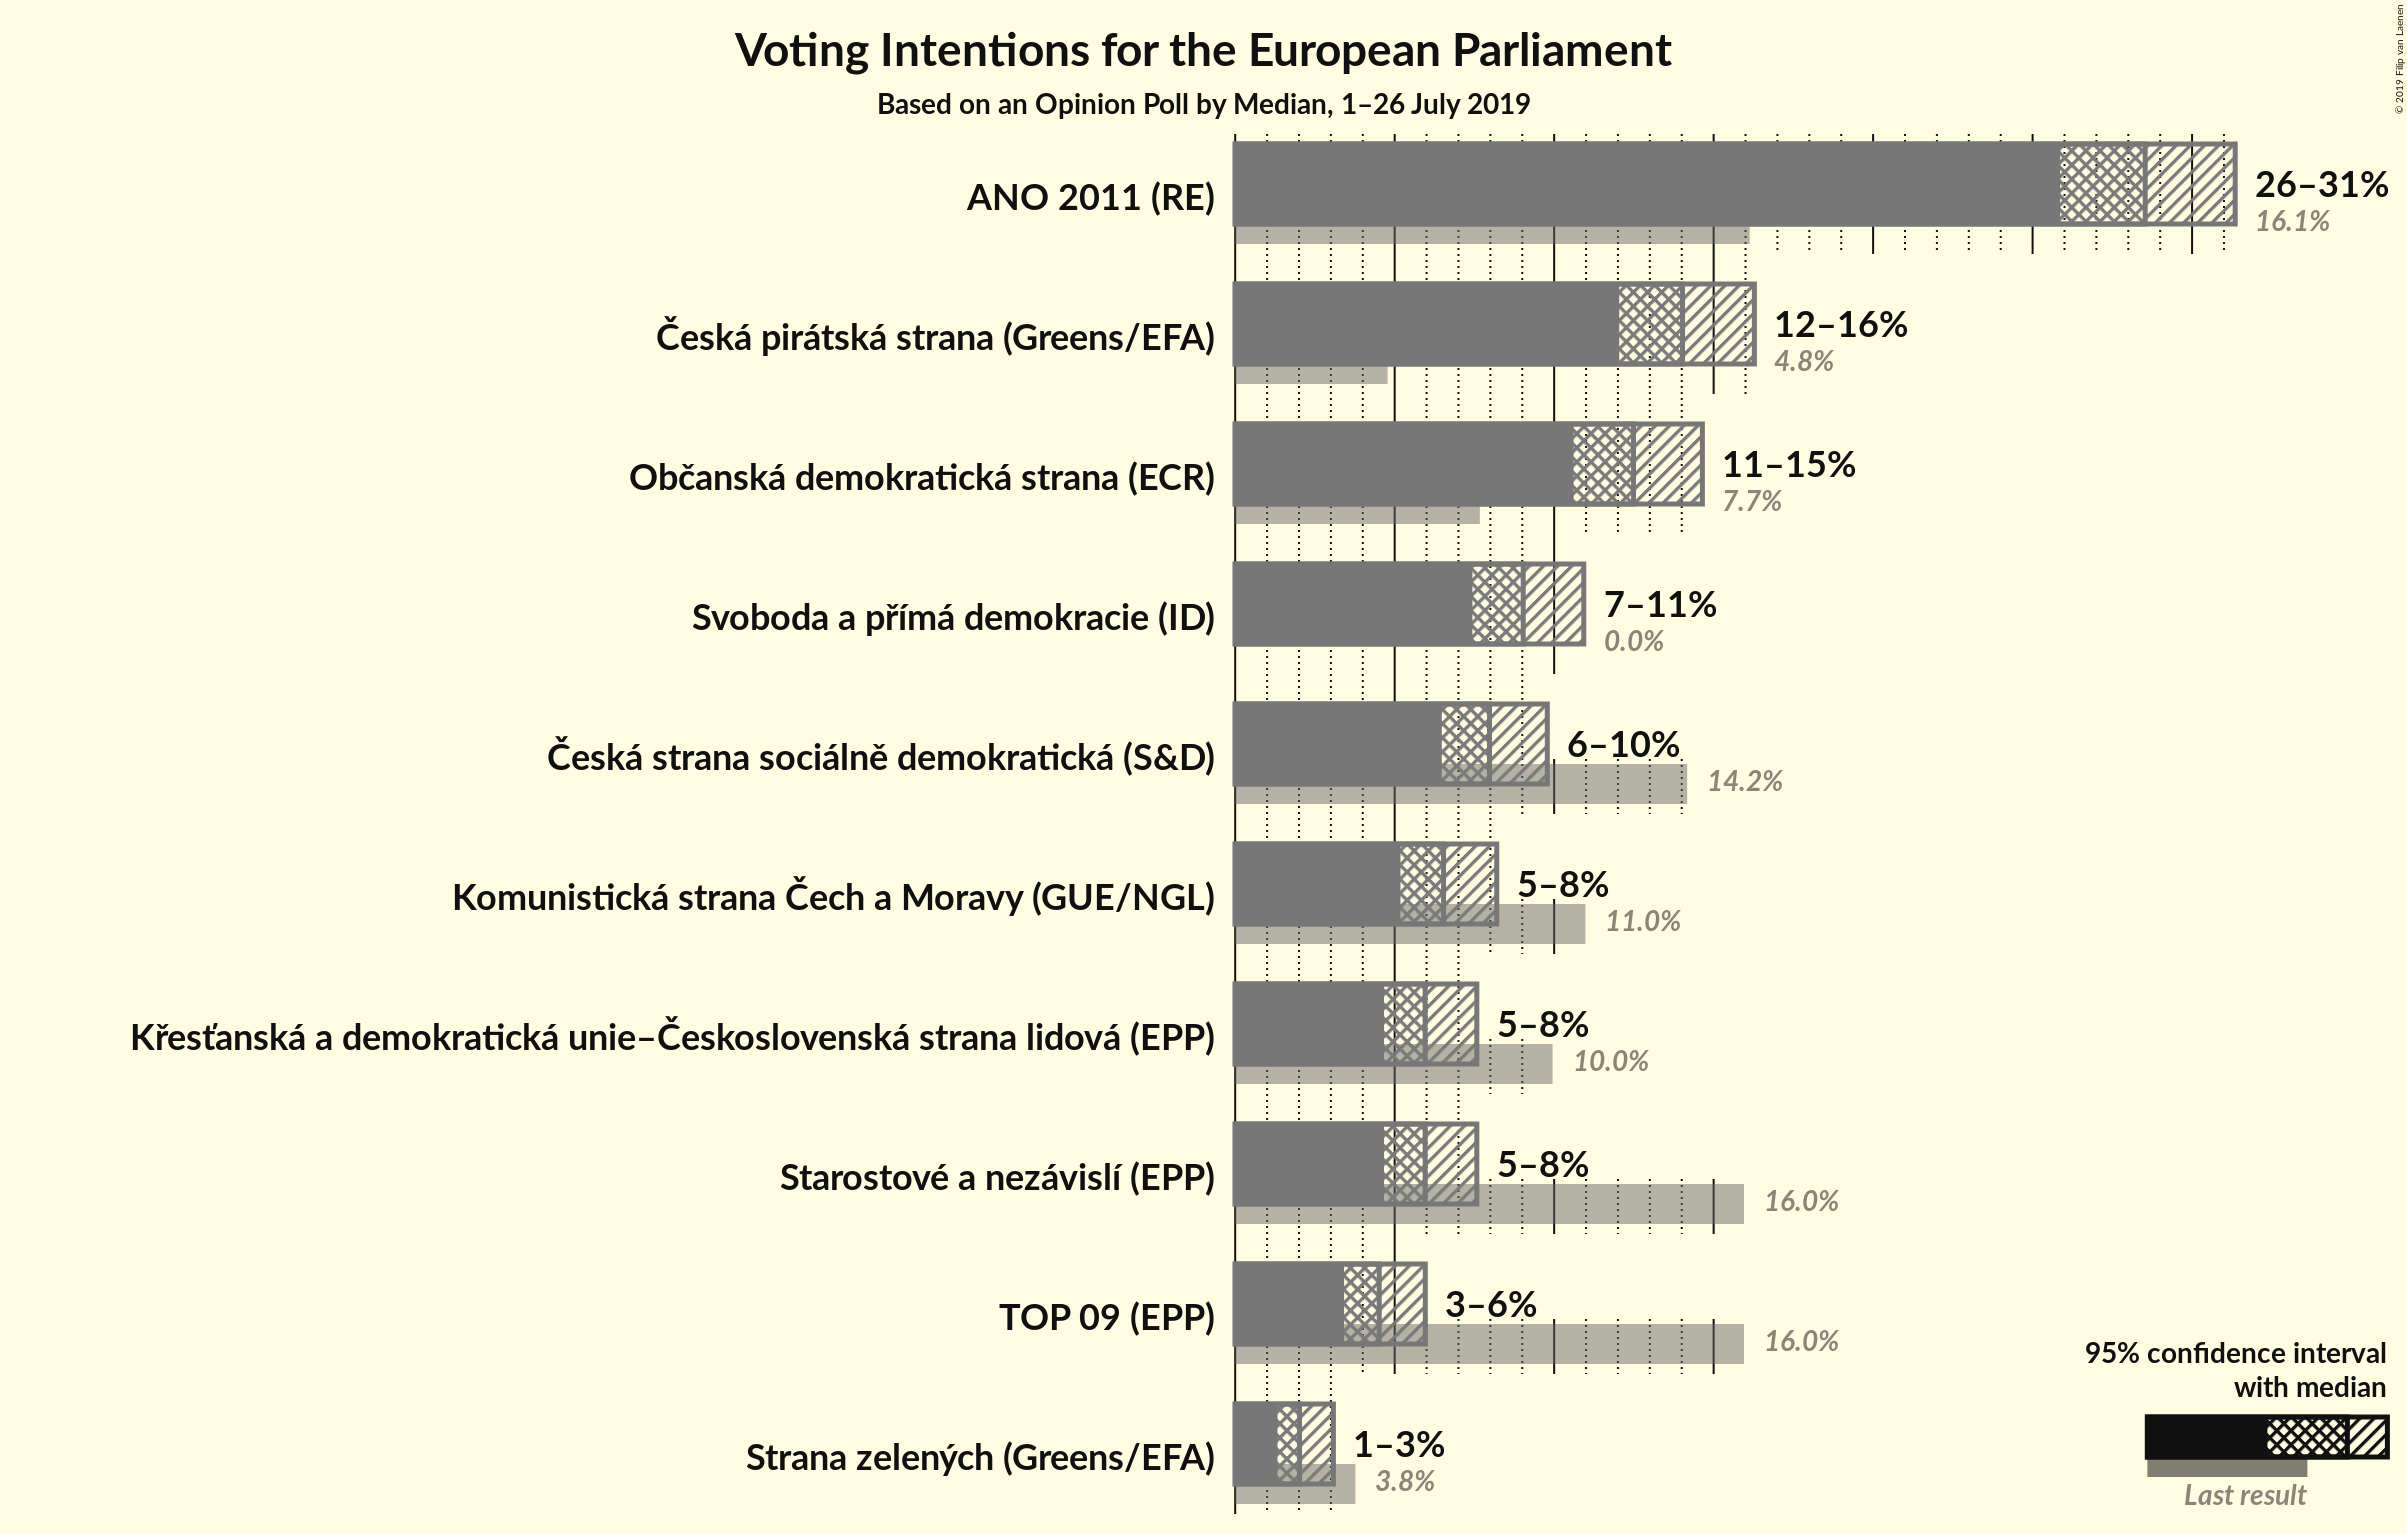 Voting Intentions for the European Parliament
Based on an Opinion Poll by Median, 1–26 July 2019
© 2019 Filip van Laenen
ANO 2011 (RE)
26–31%
16.1%
Česká pirátská strana (Greens/EFA)
12–16%
4.8%
Občanská demokratická strana (ECR)
11–15%
7.7%
Svoboda a přímá demokracie (ID)
7–11%
0.0%
Česká strana sociálně demokratická (S&D)
6–10%
14.2%
Komunistická strana Čech a Moravy (GUE/NGL)
5–8%
11.0%
Křesťanská a demokratická unie–Československá strana lidová (EPP)
5–8%
10.0%
Starostové a nezávislí (EPP)
5–8%
16.0%
TOP 09 (EPP)
3–6%
16.0%
Strana zelených (Greens/EFA)
1–3%
3.8%
95% confidence interval
with median
Last result